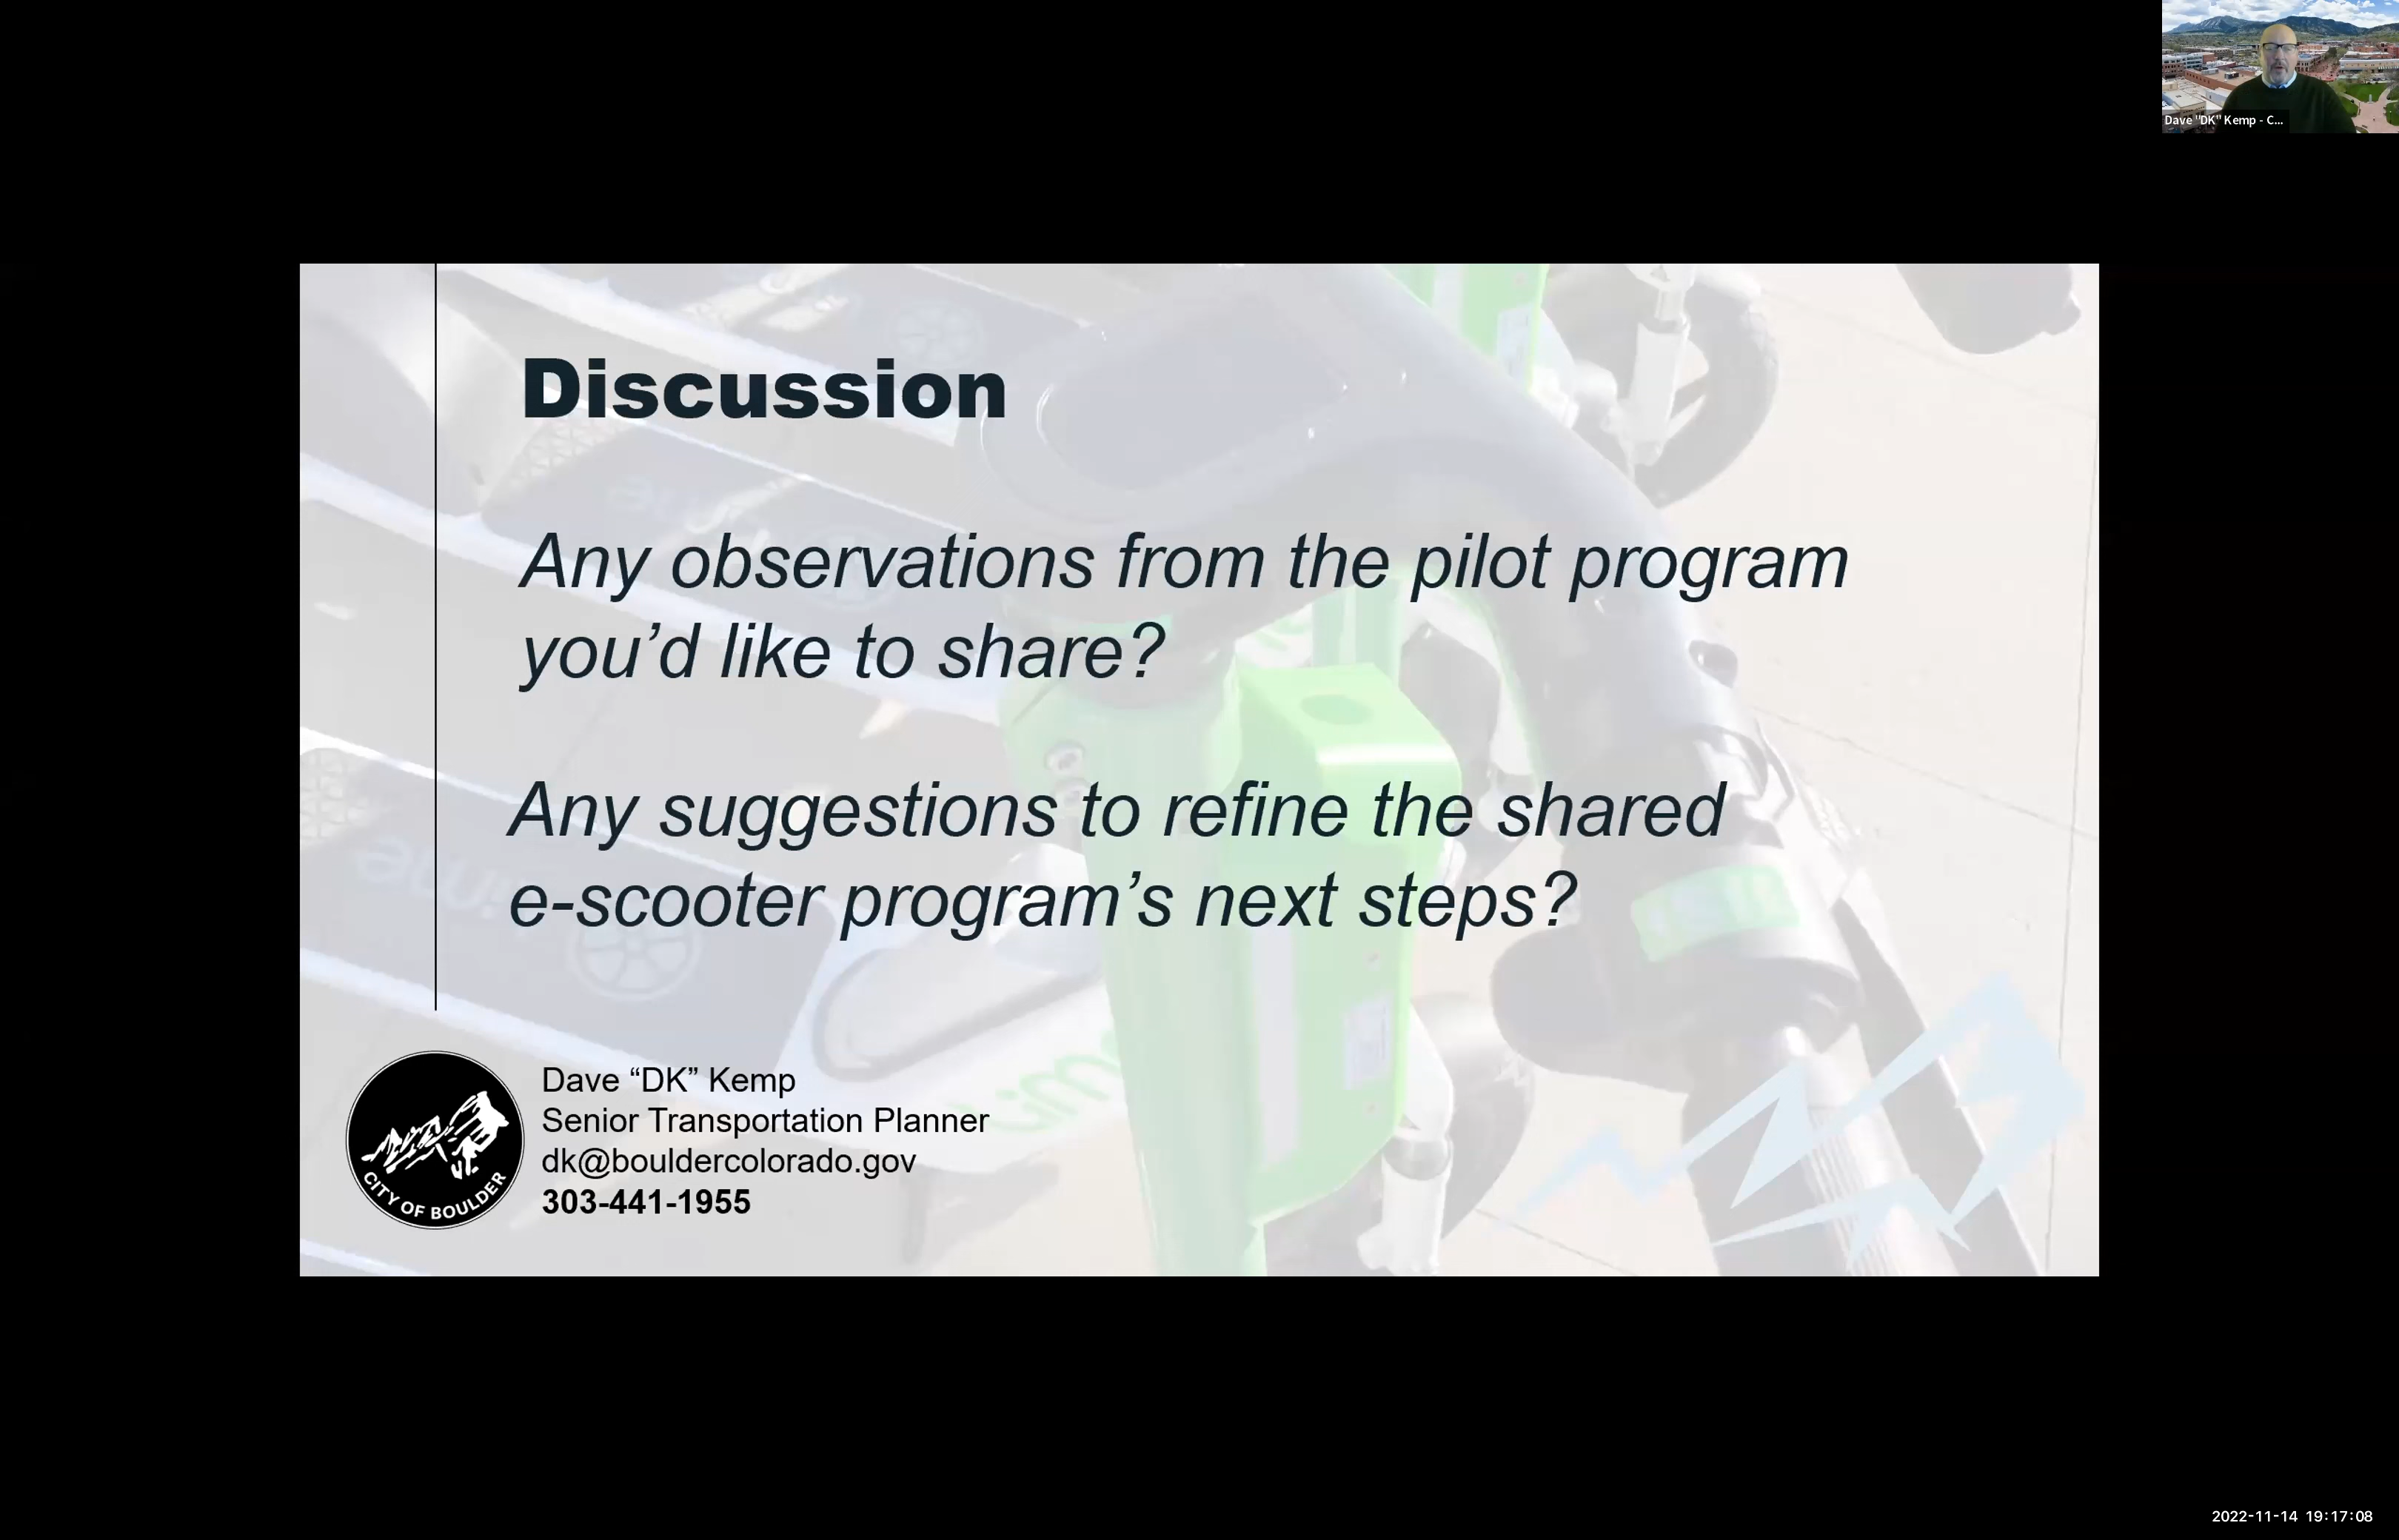 Dave "DK" Kemp - C...
Discussion
Any observations from the pilot program
you’d like to share?
Any suggestions to refine the shared
e-scooter program’s next steps?
Dave “DK” Kemp
Senior Transportation Planner
dk@bouldercolorado.gov
303-441-1955
CITY OF BOULDER
Lime
Lime
2022-11-14 19:17:08